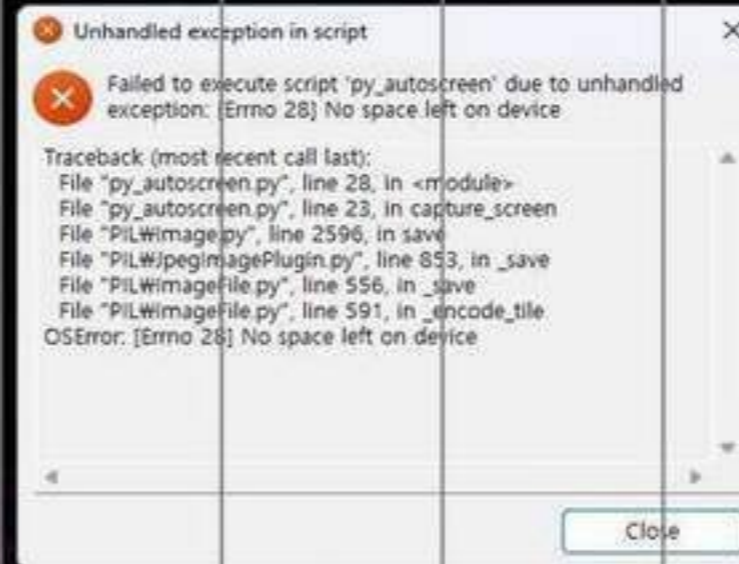 Unhandled exception in script
Failed to execute script 'py_autoscreen' due to unhandled
exception: [Errno 28] No space left on device
Traceback (most recent call last):
File "py_autoscreen.py", line 28, in <module>
File "py_autoscreen.py", line 23, in capture_screen
File "PIL₩Image.py", line 2596, in save
File "PIL₩JpegImagePlugin.py", line 853, in _save
File "PIL₩ImageFile.py", line 556, in _save
File "PIL₩ImageFile.py", line 591, in _encode_tile
OSError: [Errno 28] No space left on device
Close